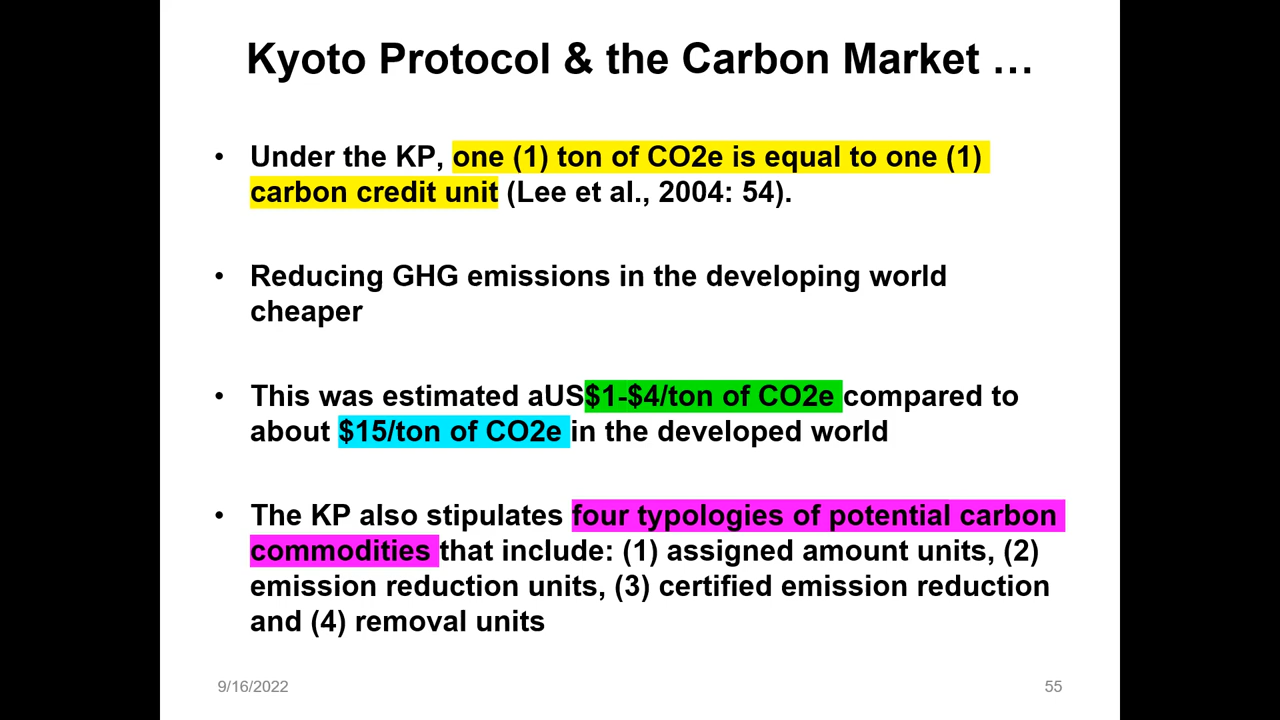 Kyoto Protocol & the Carbon Market …
• Under the KP, one (1) ton of CO2e is equal to one (1)
carbon credit unit (Lee et al., 2004: 54).
• Reducing GHG emissions in the developing world
cheaper
• This was estimated aUS$1-$4/ton of CO2e compared to
about $15/ton of CO2e in the developed world
• The KP also stipulates four typologies of potential carbon
commodities that include: (1) assigned amount units, (2)
emission reduction units, (3) certified emission reduction
and (4) removal units
9/16/2022
55